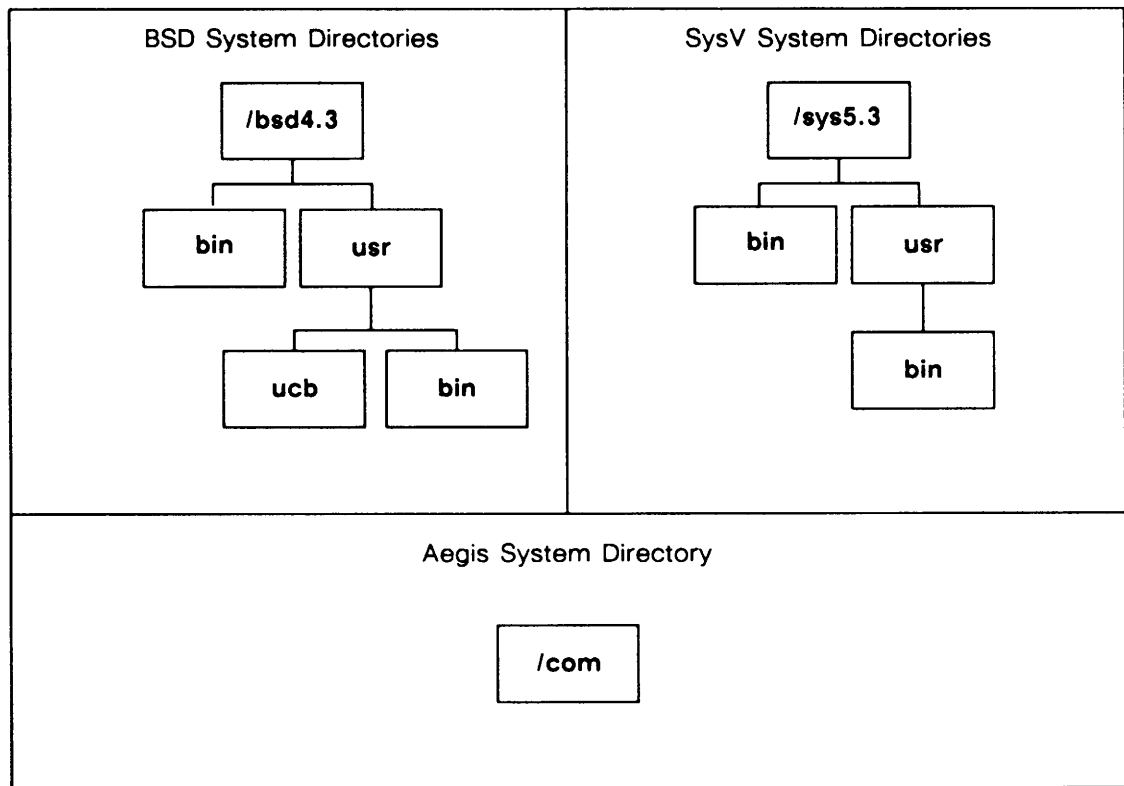 BSD System Directories
/bsd4.3
bin
usr
ucb
bin
SysV System Directories
/sys5.3
bin
usr
bin
Aegis System Directory
/com